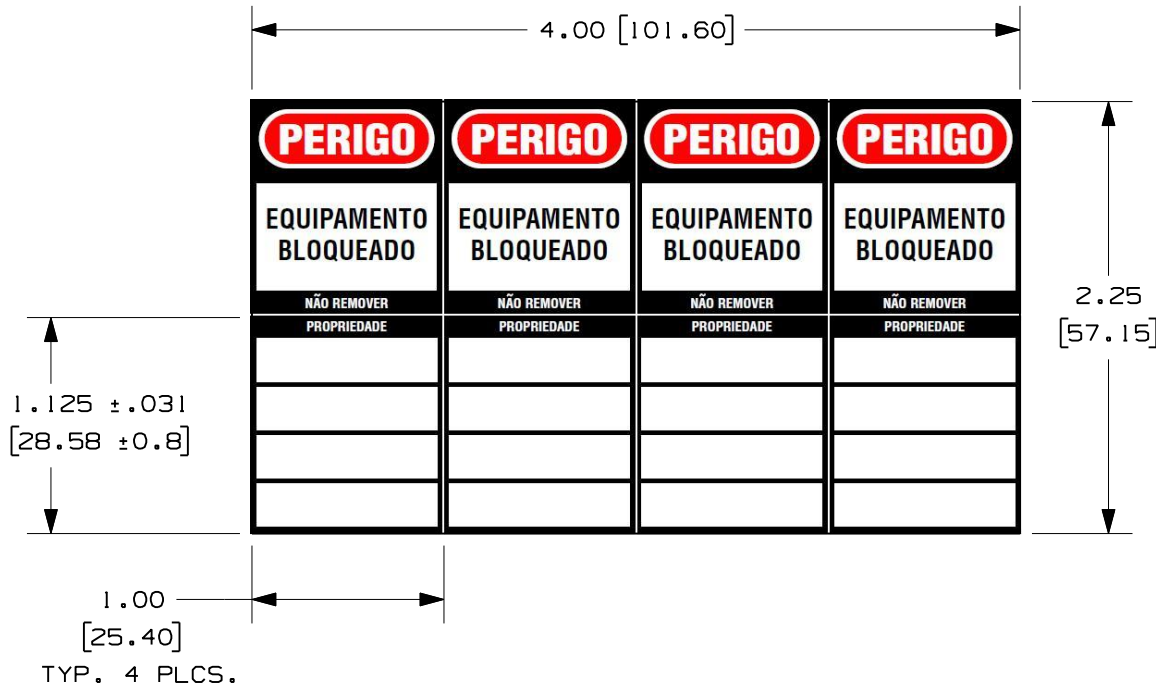 4.00 [101.60]
PERIGO PERIGO PERIGO PERIGO
EQUIPAMENTO EQUIPAMENTO EQUIPAMENTO EQUIPAMENTO
BLOQUEADO BLOQUEADO BLOQUEADO BLOQUEADO
NÃO REMOVER NÃO REMOVER NÃO REMOVER NÃO REMOVER
PROPRIEDADE PROPRIEDADE PROPRIEDADE PROPRIEDADE
2.25
[57.15]
1.125 ±.031
[28.58 ±0.8]
1.00
[25.40]
TYP. 4 PLCS.